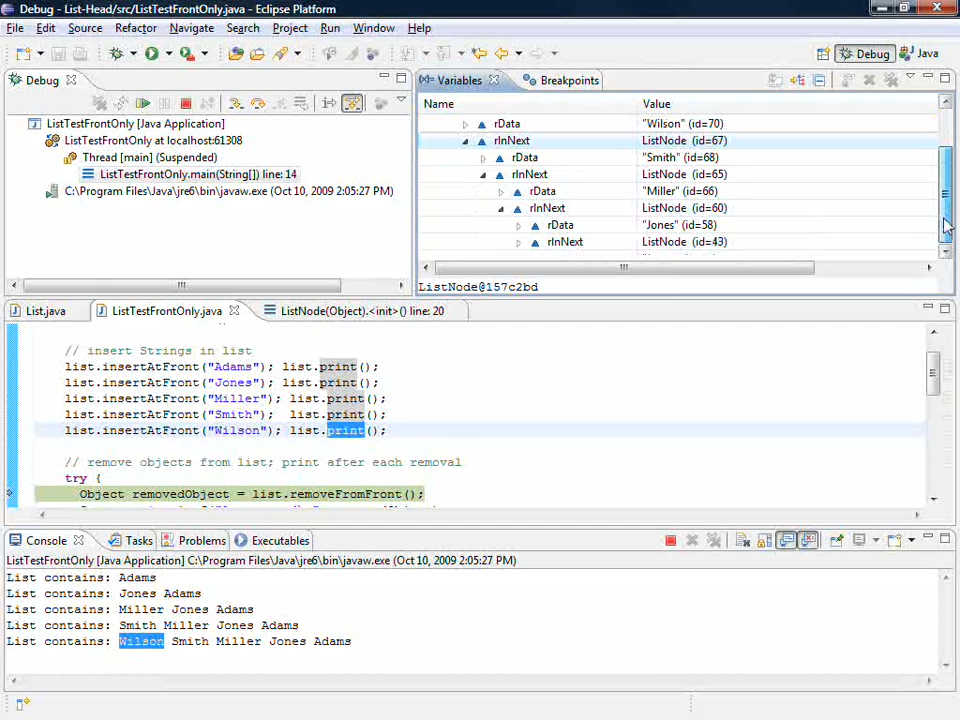 Debug - List-Head/src/ListTestFrontOnly.java - Eclipse Platform
File Edit Source Refactor Navigate Search Project Run Window Help
Debug Java
Debug
ListTestFrontOnly [Java Application]
ListTestFrontOnly at localhost:61308
Thread [main] (Suspended)
ListTestFrontOnly.main(String[]) line: 14
C:\Program Files\Java\jre6\bin\javaw.exe (Oct 10, 2009 2:05:27 PM)
(x)= Variables Breakpoints
Name Value
rData "Wilson" (id=70)
rInNext ListNode (id=67)
rData "Smith" (id=68)
rInNext ListNode (id=65)
rData "Miller" (id=66)
rInNext ListNode (id=60)
rData "Jones" (id=58)
rInNext ListNode (id=43)
ListNode@157c2bd
List.java ListTestFrontOnly.java ListNode(Object).<init>() line: 20
// insert Strings in list
list.insertAtFront("Adams"); list.print();
list.insertAtFront("Jones"); list.print();
list.insertAtFront("Miller"); list.print();
list.insertAtFront("Smith");  list.print();
list.insertAtFront("Wilson"); list.print();
// remove objects from list; print after each removal
try {
Object removedObject = list.removeFromFront();
Console Tasks Problems Executables
ListTestFrontOnly [Java Application] C:\Program Files\Java\jre6\bin\javaw.exe (Oct 10, 2009 2:05:27 PM)
List contains: Adams
List contains: Jones Adams
List contains: Miller Jones Adams
List contains: Smith Miller Jones Adams
List contains: Wilson Smith Miller Jones Adams